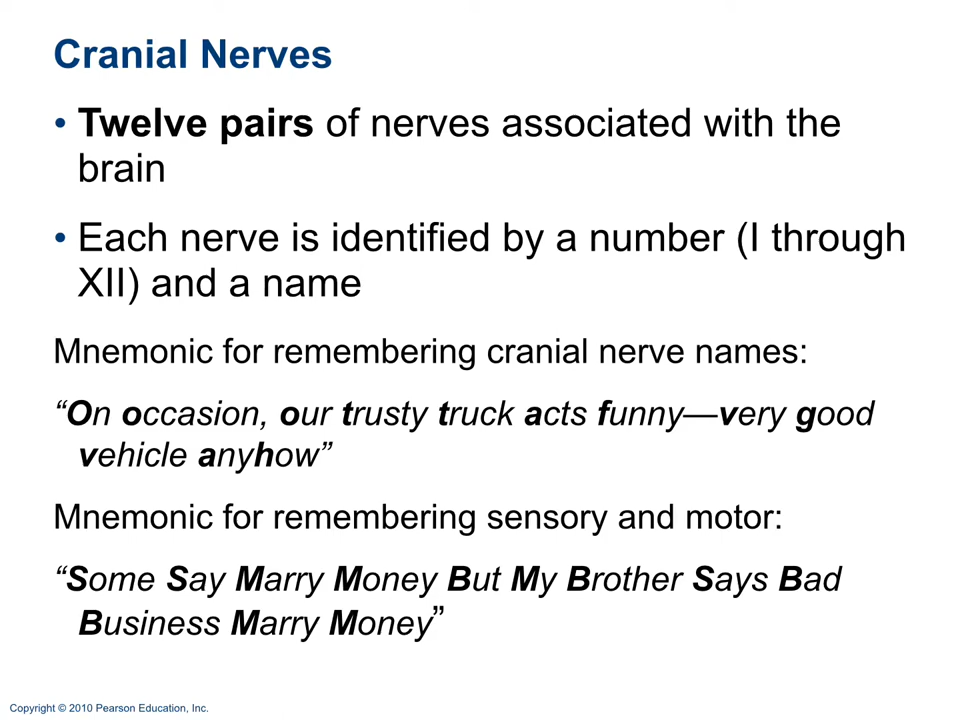 Cranial Nerves
• Twelve pairs of nerves associated with the
brain
• Each nerve is identified by a number (I through
XII) and a name
Mnemonic for remembering cranial nerve names:
“On occasion, our trusty truck acts funny—very good
vehicle anyhow”
Mnemonic for remembering sensory and motor:
“Some Say Marry Money But My Brother Says Bad
Business Marry Money”
Copyright © 2010 Pearson Education, Inc.